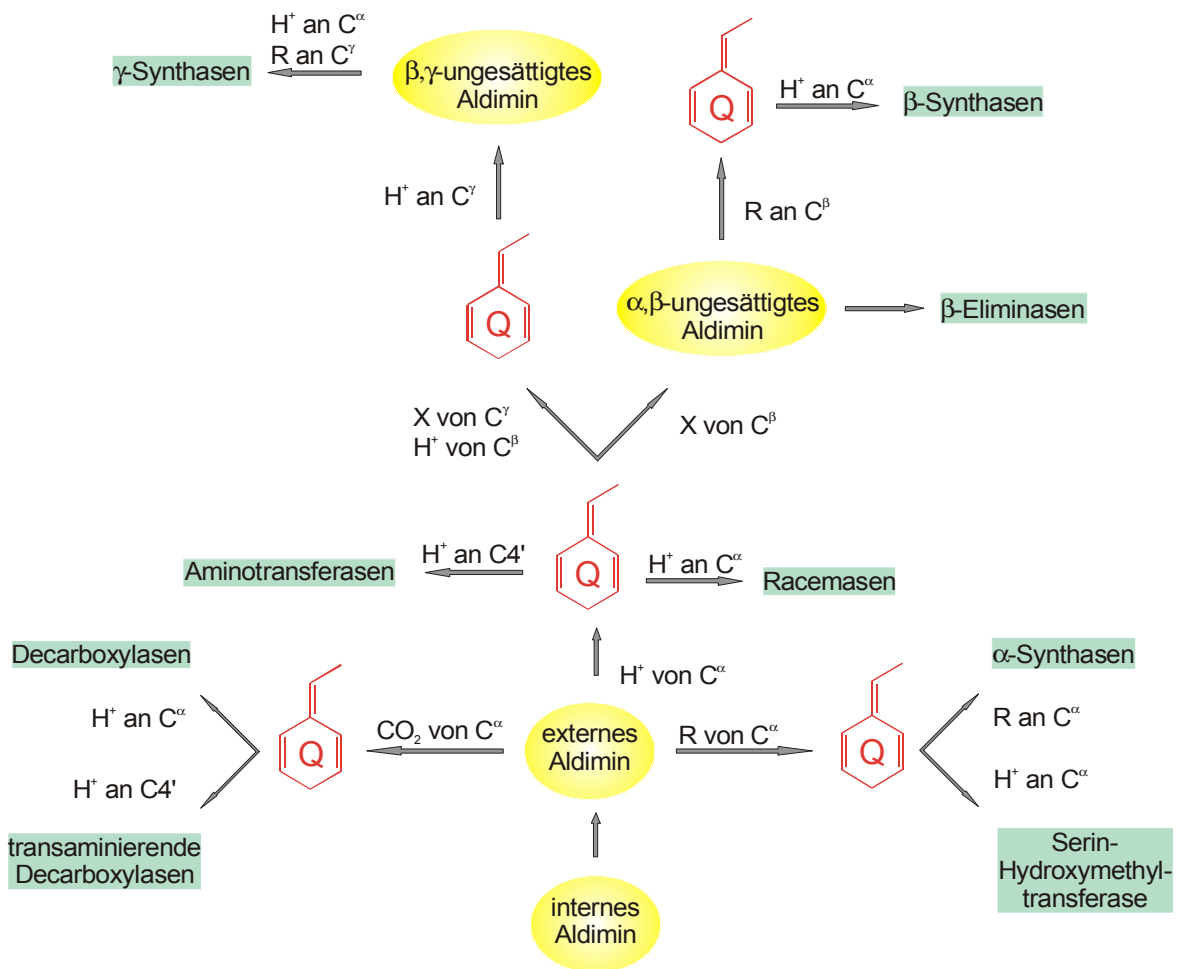 H⁺ an Cᵅ
R an Cᵞ
γ-Synthasen
β,γ-ungesättigtes
Aldimin
Q
H⁺ an Cᵅ
β-Synthasen
H⁺ an Cᵞ
R an Cᵝ
Q
α,β-ungesättigtes
Aldimin
β-Eliminasen
X von Cᵞ
H⁺ von Cᵝ
X von Cᵝ
Aminotransferasen
H⁺ an C4'
Q
H⁺ an Cᵅ
Racemasen
Decarboxylasen
H⁺ von Cᵅ
α-Synthasen
H⁺ an Cᵅ
Q
CO₂ von Cᵅ
externes
Aldimin
R von Cᵅ
Q
R an Cᵅ
H⁺ an C4'
H⁺ an Cᵅ
transaminierende
Decarboxylasen
Serin-
Hydroxymethyl-
transferase
internes
Aldimin